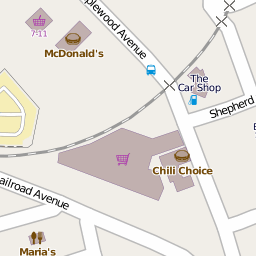 7-11
McDonald's
plewood Avenue
The
Car Shop
Shepherd
Chili Choice
ailroad Avenue
Maria's